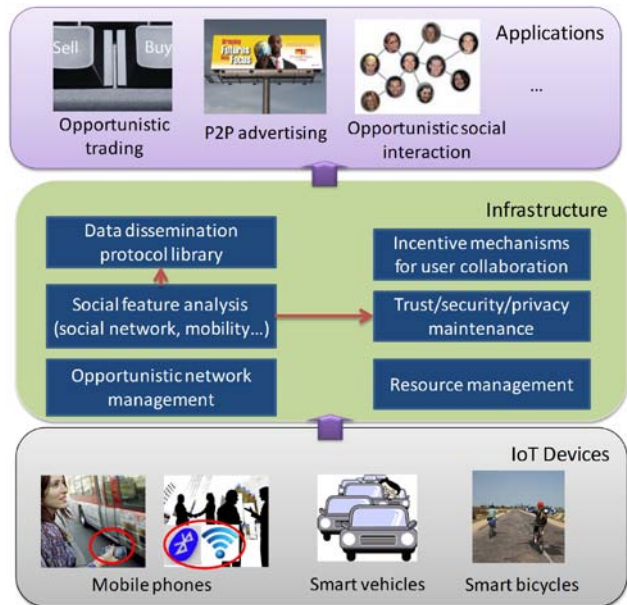 Applications
Sell
Buy
Futures
Focus
Opportunistic
trading
P2P advertising
Opportunistic social
interaction
...
Infrastructure
Data dissemination
protocol library
Incentive mechanisms
for user collaboration
Social feature analysis
(social network, mobility...)
Trust/security/privacy
maintenance
Opportunistic network
management
Resource management
IoT Devices
Mobile phones
Smart vehicles
Smart bicycles